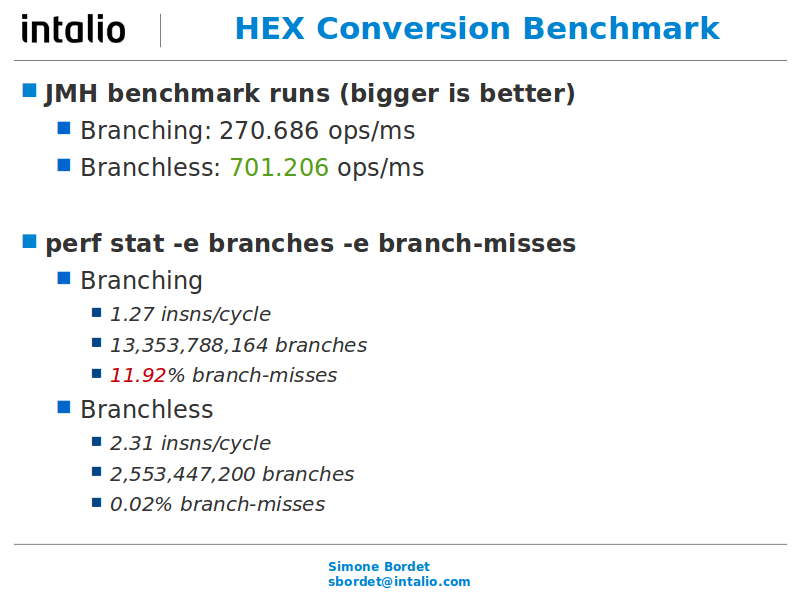 intalio
HEX Conversion Benchmark
JMH benchmark runs (bigger is better)
Branching: 270.686 ops/ms
Branchless: 701.206 ops/ms
perf stat -e branches -e branch-misses
Branching
1.27 insns/cycle
13,353,788,164 branches
11.92% branch-misses
Branchless
2.31 insns/cycle
2,553,447,200 branches
0.02% branch-misses
Simone Bordet
sbordet@intalio.com